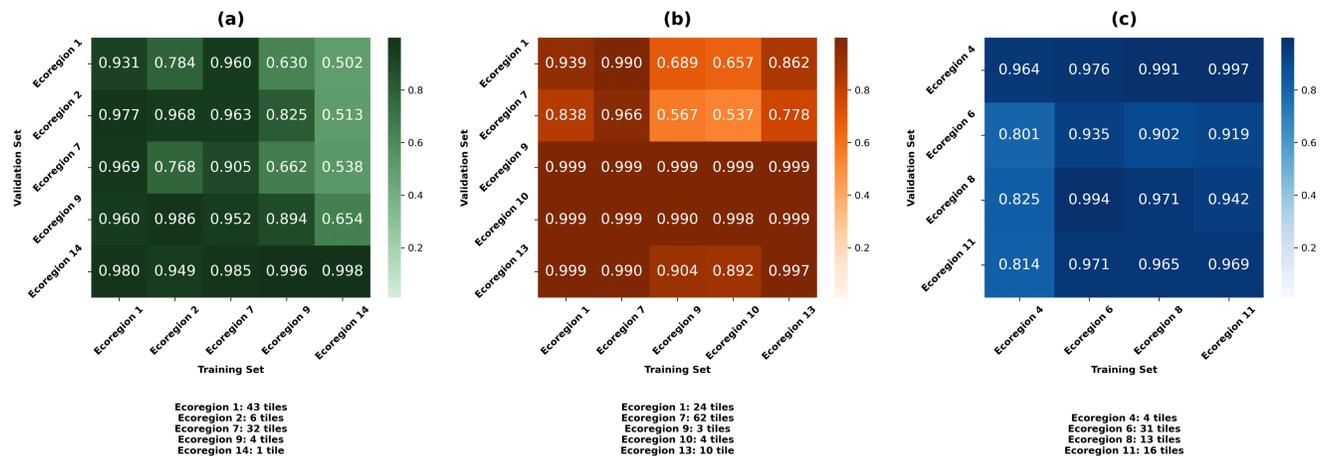 (a)
Validation Set
Ecoregion 1
0.931 0.784 0.960 0.630 0.502
Ecoregion 2
0.977 0.968 0.963 0.825 0.513
Ecoregion 7
0.969 0.768 0.905 0.662 0.538
Ecoregion 9
0.960 0.986 0.952 0.894 0.654
Ecoregion 14
0.980 0.949 0.985 0.996 0.998
0.8
0.6
0.4
0.2
Ecoregion 1 Ecoregion 2 Ecoregion 7 Ecoregion 9 Ecoregion 14
Training Set
Ecoregion 1: 43 tiles
Ecoregion 2: 6 tiles
Ecoregion 7: 32 tiles
Ecoregion 9: 4 tiles
Ecoregion 14: 1 tile
(b)
Validation Set
Ecoregion 1
0.939 0.990 0.689 0.657 0.862
Ecoregion 7
0.838 0.966 0.567 0.537 0.778
Ecoregion 9
0.999 0.999 0.999 0.999 0.999
Ecoregion 10
0.999 0.999 0.990 0.998 0.999
Ecoregion 13
0.999 0.990 0.904 0.892 0.997
0.8
0.6
0.4
0.2
Ecoregion 1 Ecoregion 7 Ecoregion 9 Ecoregion 10 Ecoregion 13
Training Set
Ecoregion 1: 24 tiles
Ecoregion 7: 62 tiles
Ecoregion 9: 3 tiles
Ecoregion 10: 4 tiles
Ecoregion 13: 10 tile
(c)
Validation Set
Ecoregion 4
0.964 0.976 0.991 0.997
Ecoregion 6
0.801 0.935 0.902 0.919
Ecoregion 8
0.825 0.994 0.971 0.942
Ecoregion 11
0.814 0.971 0.965 0.969
0.8
0.6
0.4
0.2
Ecoregion 4 Ecoregion 6 Ecoregion 8 Ecoregion 11
Training Set
Ecoregion 4: 4 tiles
Ecoregion 6: 31 tiles
Ecoregion 8: 13 tiles
Ecoregion 11: 16 tiles